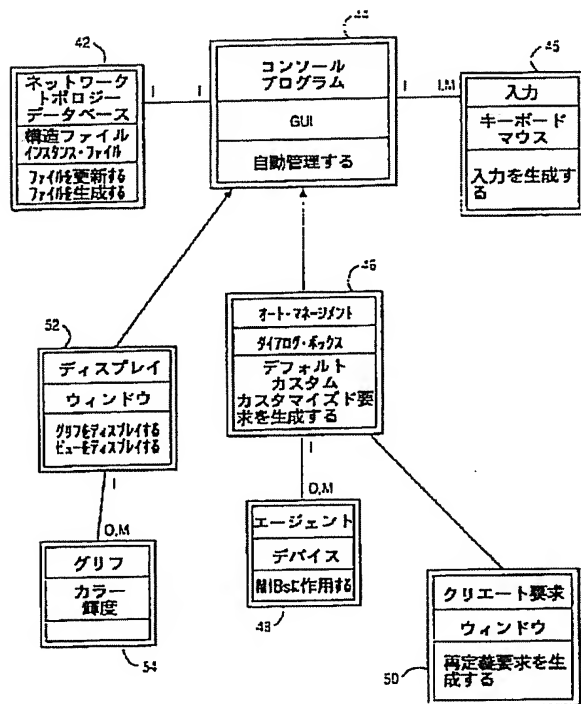 42
ネットワーク
トポロジー
データベース
構造ファイル
インスタンス・ファイル
ファイルを更新する
ファイルを生成する
I
I
44
コンソール
プログラム
GUI
自動管理する
I
I,M
45
入力
キーボード
マウス
入力を生成す
る
52
ディスプレイ
ウィンドウ
グリフをディスプレイする
ビューをディスプレイする
I
O,M
グリフ
カラー
輝度
54
46
オート・マネージメント
ダイアログ・ボックス
デフォルト
カスタム
カスタマイズド要
求を生成する
I
O,M
エージェント
デバイス
MIBsに作用する
48
クリエート要求
ウィンドウ
再定義要求を生
成する
50